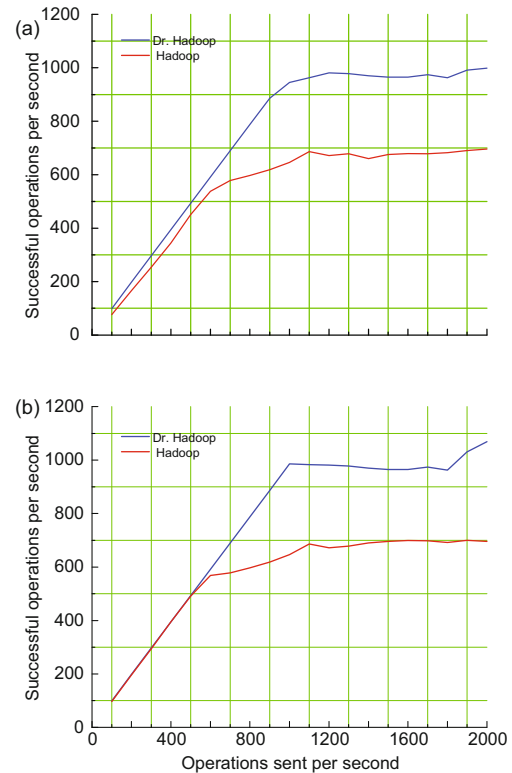 (a)
Successful operations per second
1200
1000
800
600
400
200
0
Dr. Hadoop
Hadoop
(b)
Successful operations per second
1200
1000
800
600
400
200
0
Dr. Hadoop
Hadoop
0 400 800 1200 1600 2000
Operations sent per second